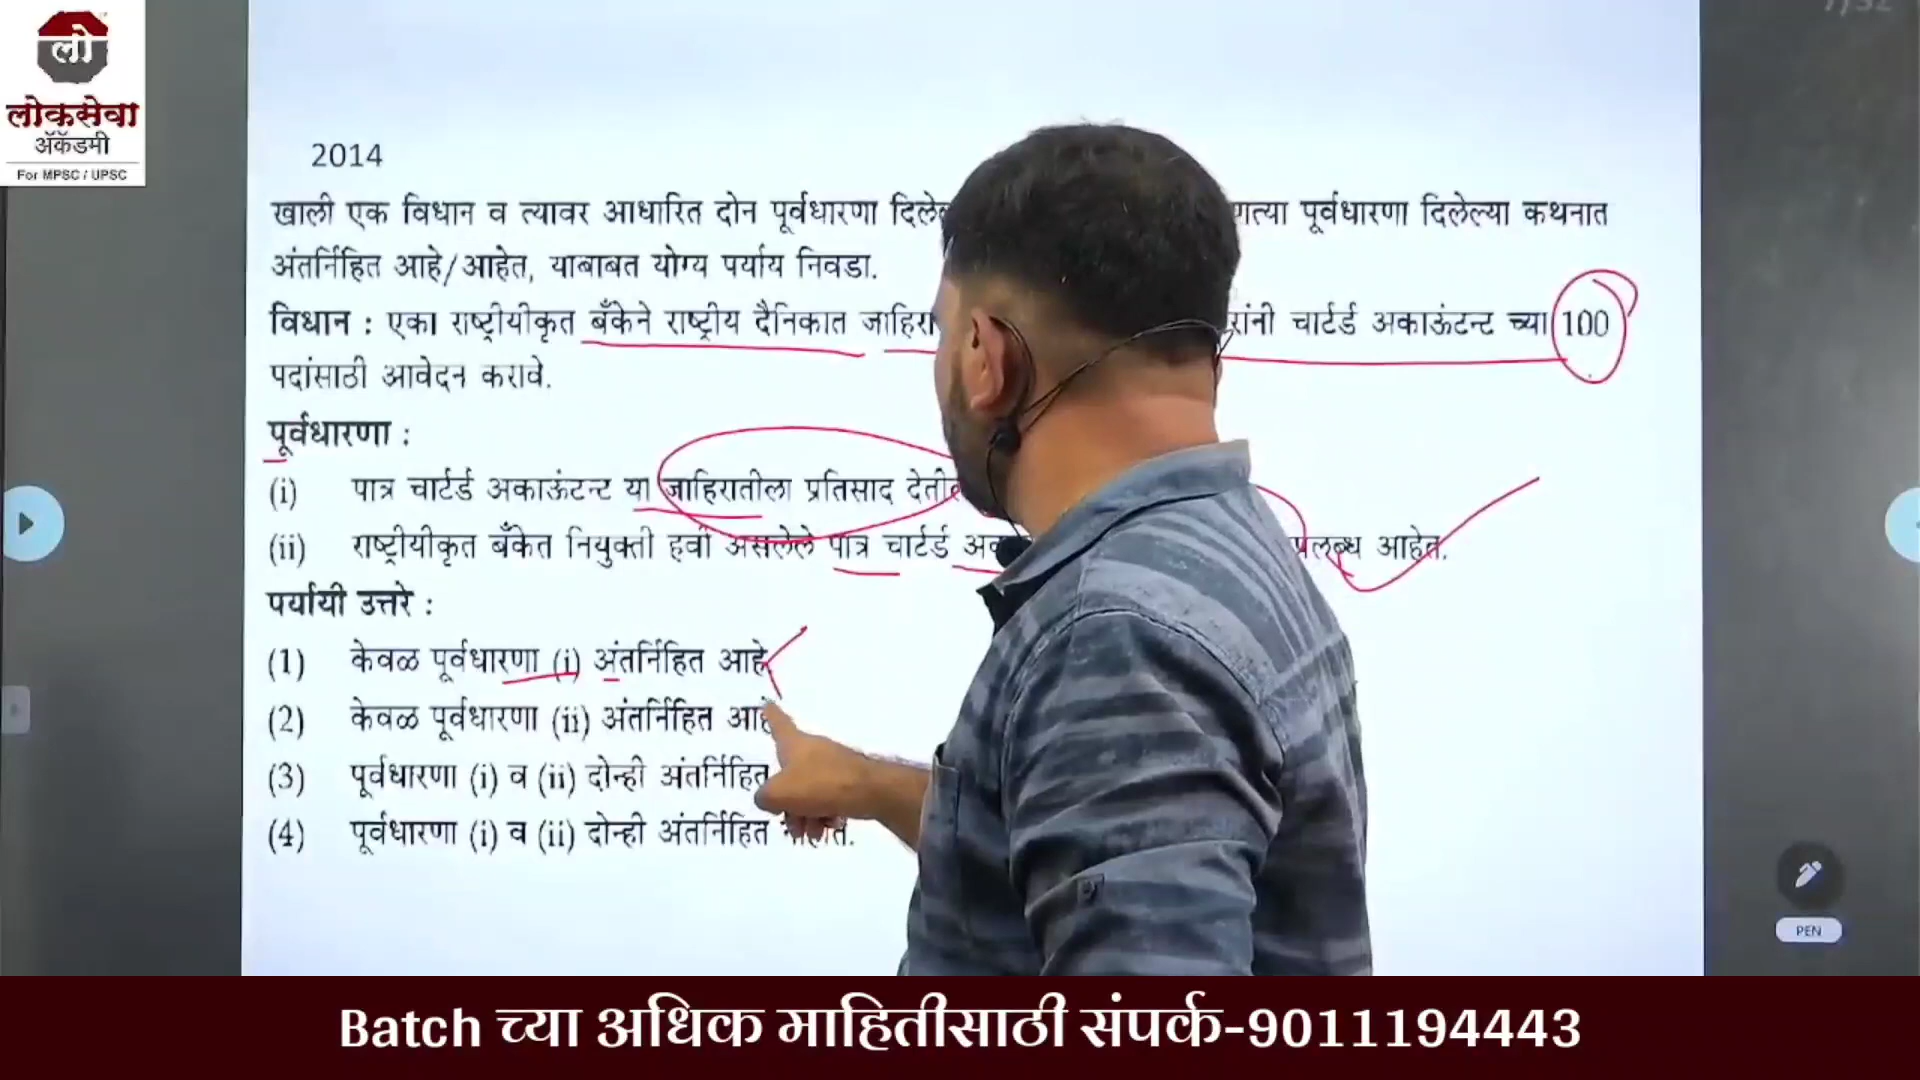 लो
लोकसेवा
ॲकॅडमी
For MPSC / UPSC
2014
खाली एक विधान व त्यावर आधारित दोन पूर्वधारणा पूर्वधारणा दिलेल्या कथनात
अंतर्निहित आहे/आहेत, याबाबत योग्य पर्याय निवडा.
विधान : एका राष्ट्रीयीकृत बँकेने राष्ट्रीय दैनिकात चार्टर्ड अकाऊंटन्ट च्या 100
पदांसाठी आवेदन करावे.
पूर्वधारणा :
(i) पात्र चार्टर्ड अकाऊंटन्ट या जाहिरातीला प्रतिसाद
(ii) राष्ट्रीयीकृत बँकेत नियुक्ती हवी असलेले पात्र चार्टर्ड आहेत.
पर्यायी उत्तरे :
(1) केवळ पूर्वधारणा (i) अंतर्निहित आहे
(2) केवळ पूर्वधारणा (ii) अंतर्निहित
(3) पूर्वधारणा (i) व (ii) दोन्ही अंतर्निहित
(4) पूर्वधारणा (i) व (ii) दोन्ही अंतर्निहित
PEN
Batch च्या अधिक माहितीसाठी संपर्क-9011194443